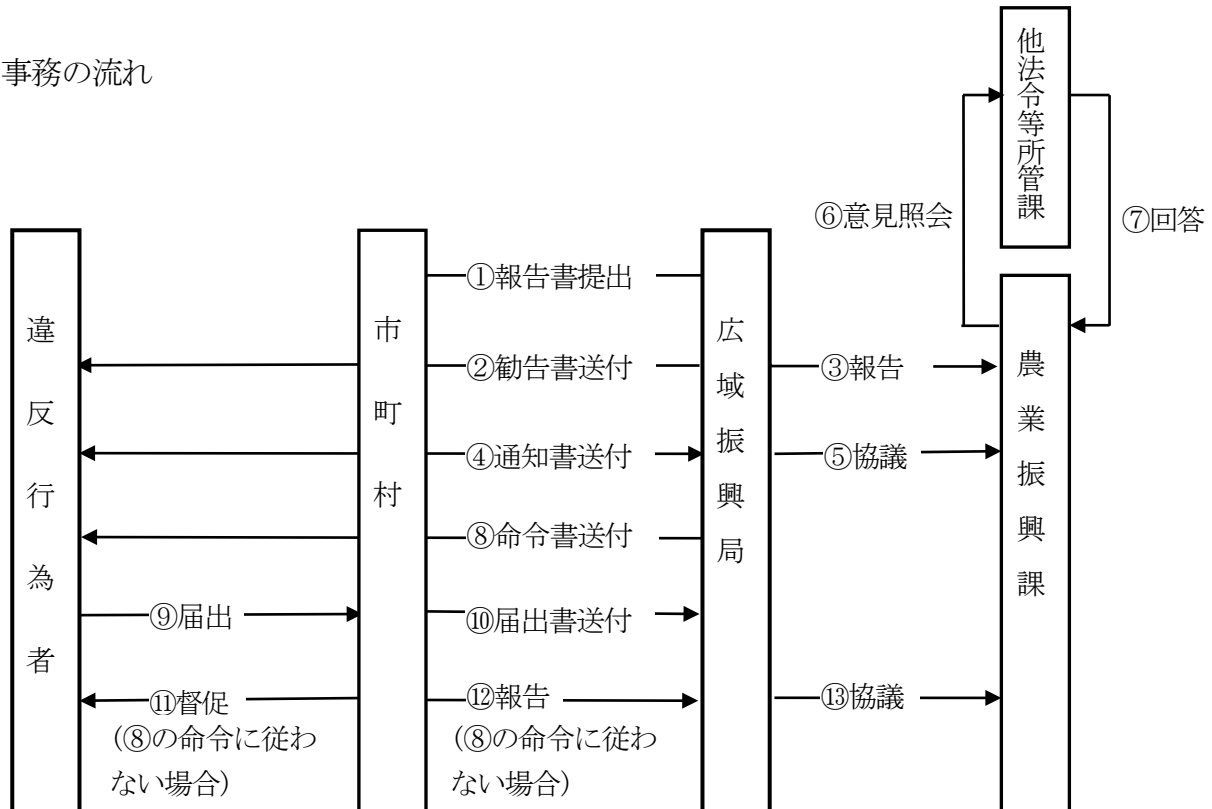 事務の流れ
他法令等所管課
⑥意見照会
⑦回答
違反行為者
市町村
広域振興局
農業振興課
①報告書提出
②勧告書送付
③報告
④通知書送付
⑤協議
⑧命令書送付
⑨届出
⑩届出書送付
⑪督促
(⑧の命令に従わ
ない場合)
⑫報告
(⑧の命令に従わ
ない場合)
⑬協議